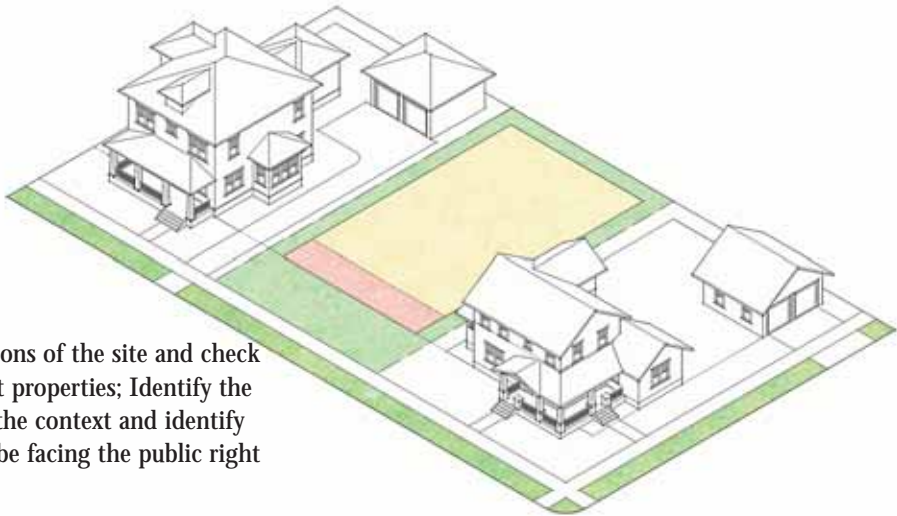 ons of the site and check
t properties; Identify the
the context and identify
be facing the public right